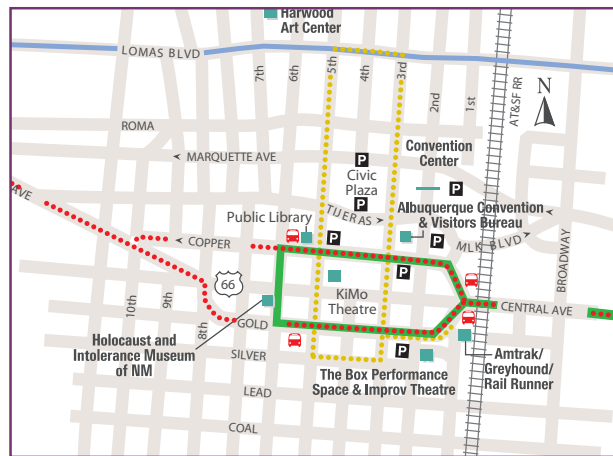 Harwood
Art Center
LOMAS BLVD
7th
6th
5th
4th
3rd
2nd
1st
AT&SF RR
N
ROMA
MARQUETTE AVE
Convention
Center
P
Civic
Plaza
P
P
AVE
TIJERAS
Albuquerque Convention
& Visitors Bureau
Public Library
P
P
P
COPPER
MLK BLVD
BROADWAY
66
P
KiMo
Theatre
CENTRAL AVE
10th
9th
8th
GOLD
Holocaust and
Intolerance Museum
of NM
SILVER
P
Amtrak/
Greyhound/
Rail Runner
The Box Performance
Space & Improv Theatre
LEAD
COAL